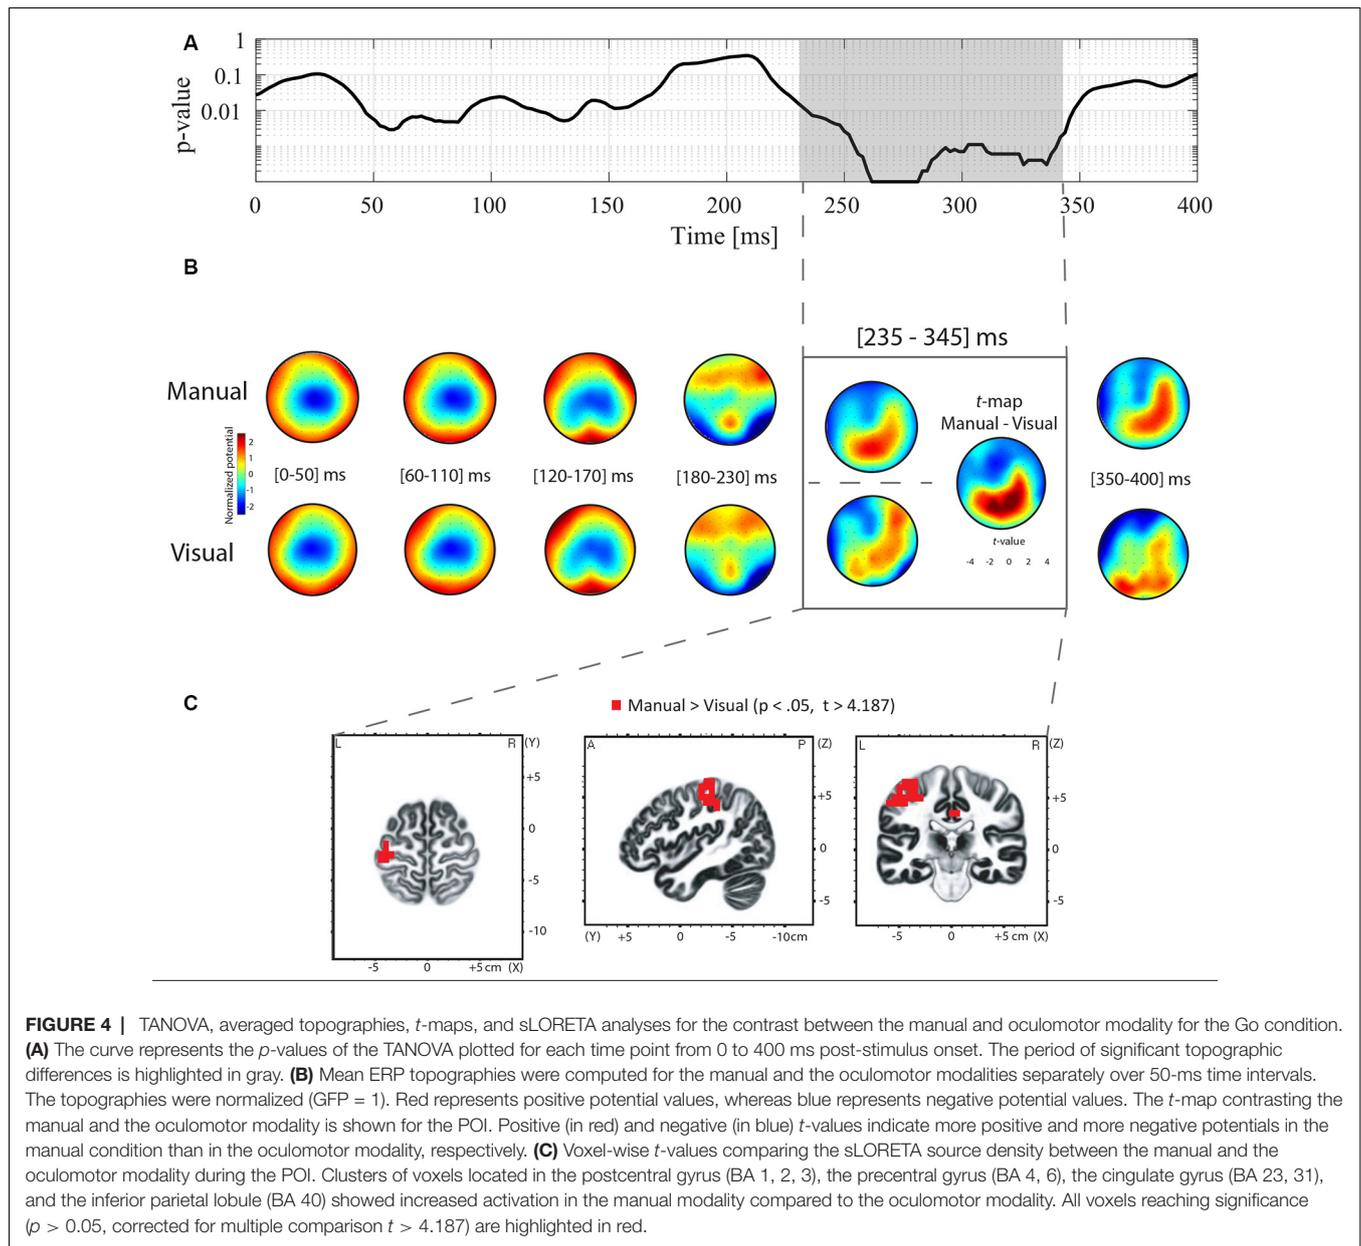 A
1
0.1
0.01
p-value
0 50 100 150 200 250 300 350 400
Time [ms]
B
[235 - 345] ms
Manual
t-map
Manual - Visual
Normalized potential
2
1
0
-1
-2
[0-50] ms [60-110] ms [120-170] ms [180-230] ms [350-400] ms
Visual
t-value
-4 -2 0 2 4
C
Manual > Visual (p < .05, t > 4.187)
L R (Y)
+5
0
-5
-10
-5 0 +5 cm (X)
A P (Z)
+5
0
-5
(Y) +5 0 -5 -10cm
L R (Z)
+5
0
-5
-5 0 +5 cm (X)
FIGURE 4 | TANOVA, averaged topographies, t-maps, and sLORETA analyses for the contrast between the manual and oculomotor modality for the Go condition.
(A) The curve represents the p-values of the TANOVA plotted for each time point from 0 to 400 ms post-stimulus onset. The period of significant topographic
differences is highlighted in gray. (B) Mean ERP topographies were computed for the manual and the oculomotor modalities separately over 50-ms time intervals.
The topographies were normalized (GFP = 1). Red represents positive potential values, whereas blue represents negative potential values. The t-map contrasting the
manual and the oculomotor modality is shown for the POI. Positive (in red) and negative (in blue) t-values indicate more positive and more negative potentials in the
manual condition than in the oculomotor modality, respectively. (C) Voxel-wise t-values comparing the sLORETA source density between the manual and the
oculomotor modality during the POI. Clusters of voxels located in the postcentral gyrus (BA 1, 2, 3), the precentral gyrus (BA 4, 6), the cingulate gyrus (BA 23, 31),
and the inferior parietal lobule (BA 40) showed increased activation in the manual modality compared to the oculomotor modality. All voxels reaching significance
(p > 0.05, corrected for multiple comparison t > 4.187) are highlighted in red.